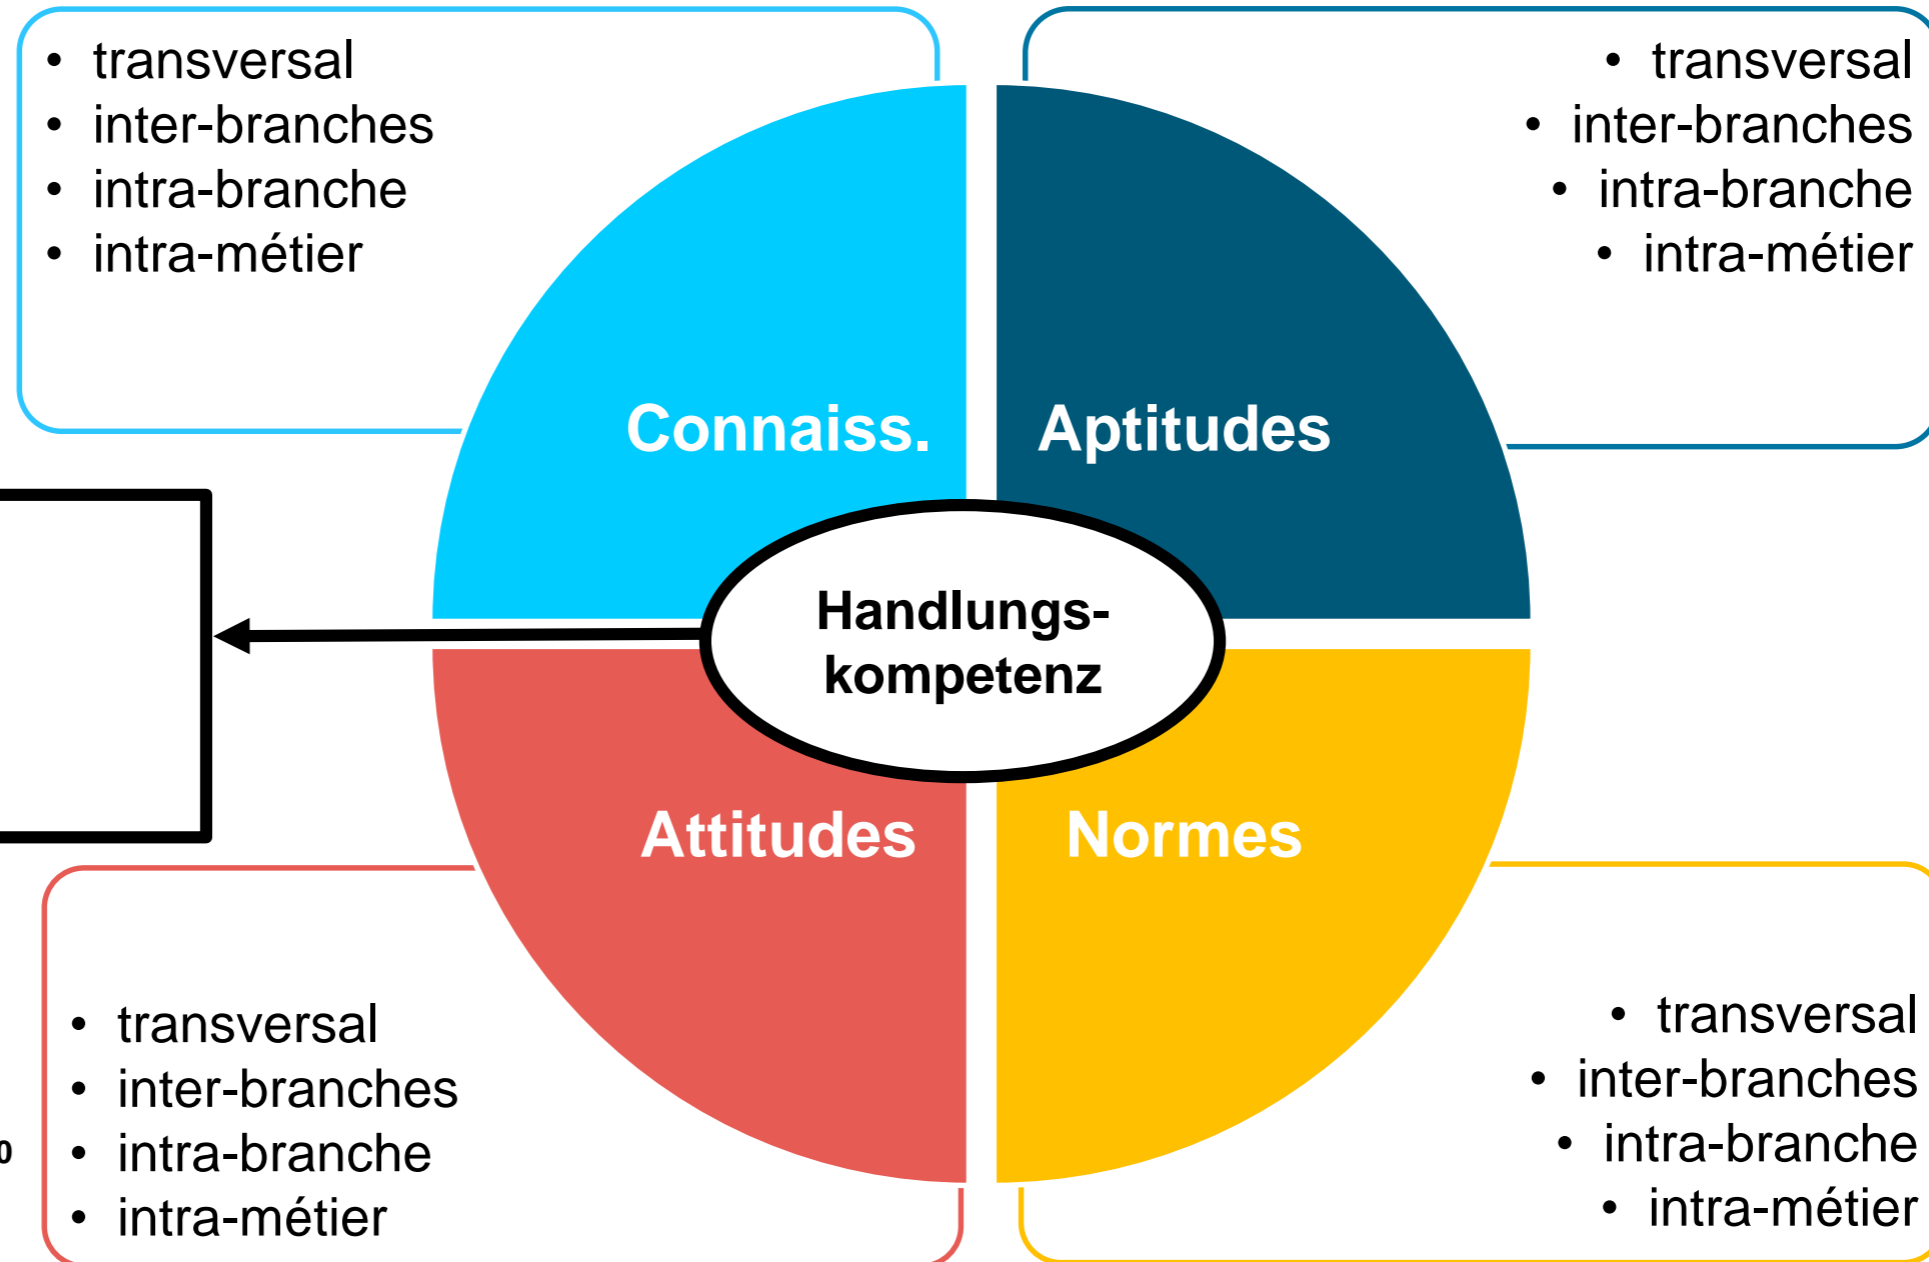 • transversal
• inter-branches
• intra-branche
• intra-métier
• transversal
• inter-branches
• intra-branche
• intra-métier
Connaiss.
Aptitudes
Handlungs-
kompetenz
Attitudes
Normes
• transversal
• inter-branches
• intra-branche
• intra-métier
• transversal
• inter-branches
• intra-branche
• intra-métier